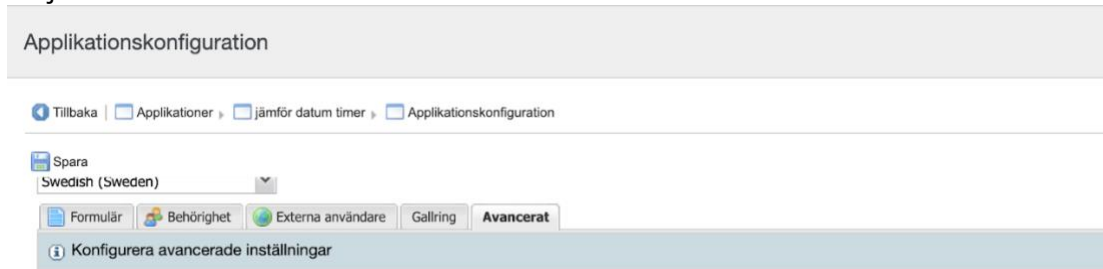 Applikationskonfiguration
Tillbaka | Applikationer jämför datum timer Applikationskonfiguration
Spara
Swedish (Sweden)
Formulär Behörighet Externa användare Gallring Avancerat
Konfigurera avancerade inställningar